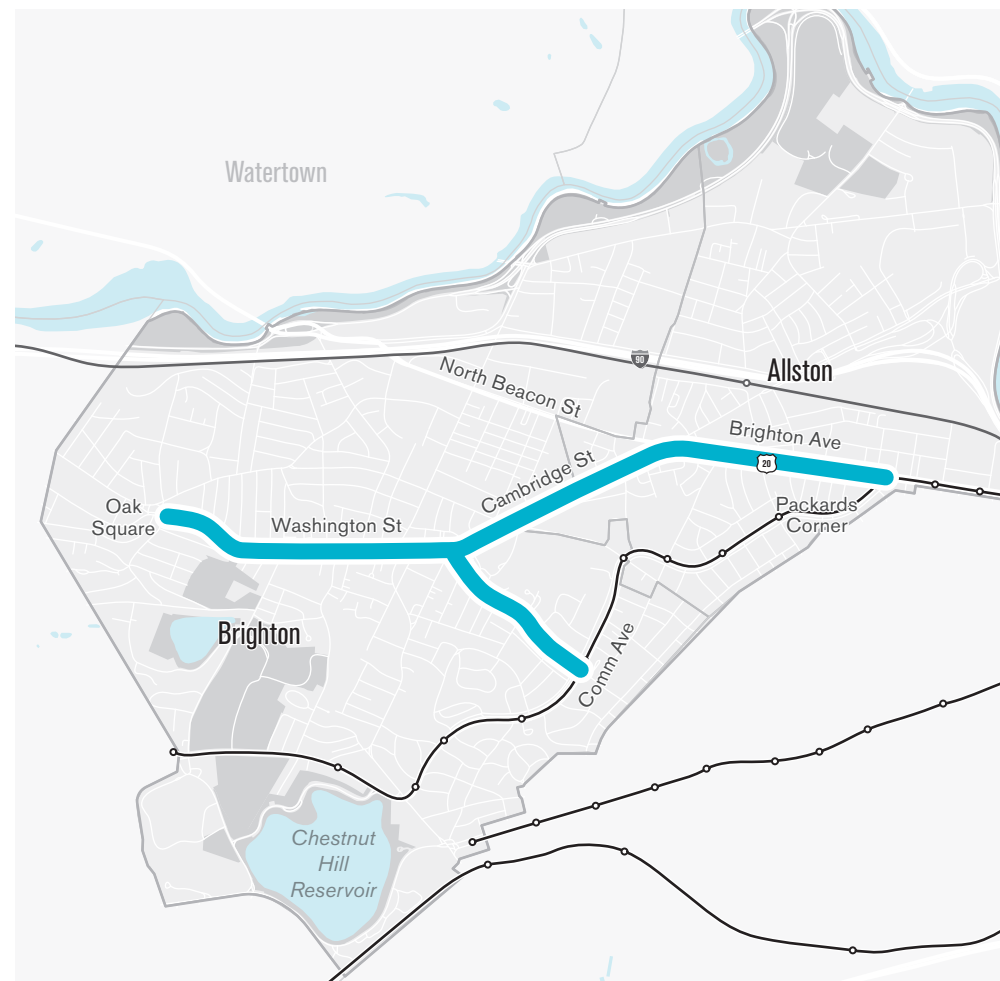 Watertown
90
Allston
North Beacon St
Brighton Ave
20
Cambridge St
Oak
Square
Washington St
Packards
Corner
Brighton
Comm Ave
Chestnut
Hill
Reservoir